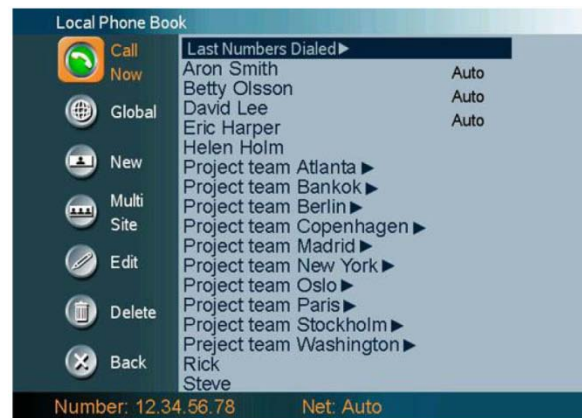 Local Phone Book
Call
Now
Global
New
Multi
Site
Edit
Delete
Back
Last Numbers Dialed▶
Aron Smith Auto
Betty Olsson Auto
David Lee Auto
Eric Harper
Helen Holm
Project team Atlanta ▶
Project team Bankok ▶
Project team Berlin ▶
Project team Copenhagen ▶
Project team Madrid ▶
Project team New York ▶
Project team Oslo ▶
Project team Paris ▶
Project team Stockholm ▶
Preject team Washington ▶
Rick
Steve
Number: 12.34.56.78 Net: Auto